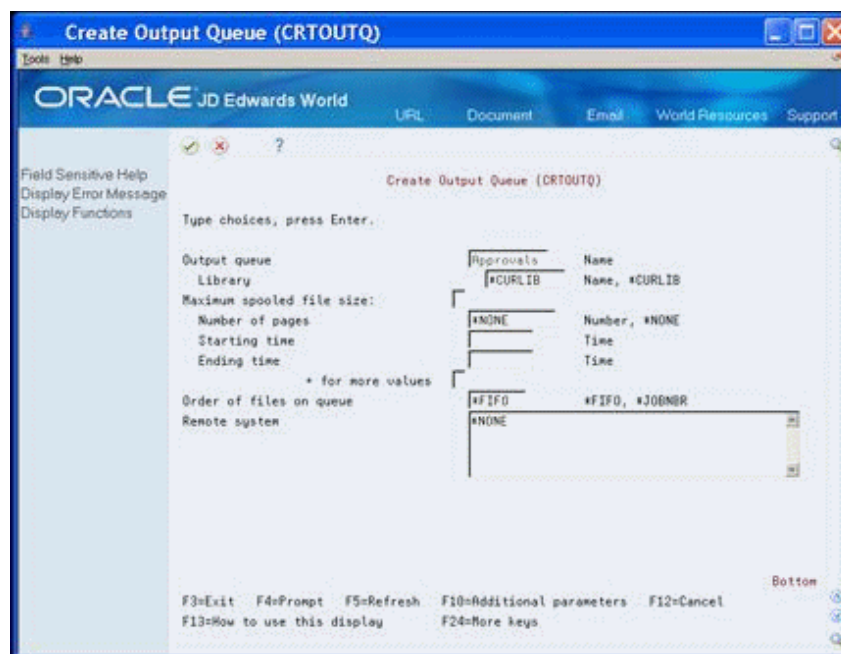 Create Output Queue (CRTOUTQ)
Tools Help
ORACLE JD Edwards World
URL Document Email World Resources Support
?
Field Sensitive Help
Display Error Message
Display Functions
Create Output Queue (CRTOUTQ)
Type choices, press Enter.
Output queue Approvals Name
Library *CURLIB Name, *CURLIB
Maximum spooled file size:
Number of pages *NONE Number, *NONE
Starting time Time
Ending time Time
+ for more values
Order of files on queue *FIFO *FIFO, *JOBNBR
Remote system *NONE
Bottom
F3=Exit F4=Prompt F5=Refresh F10=Additional parameters F12=Cancel
F13=How to use this display F24=More keys